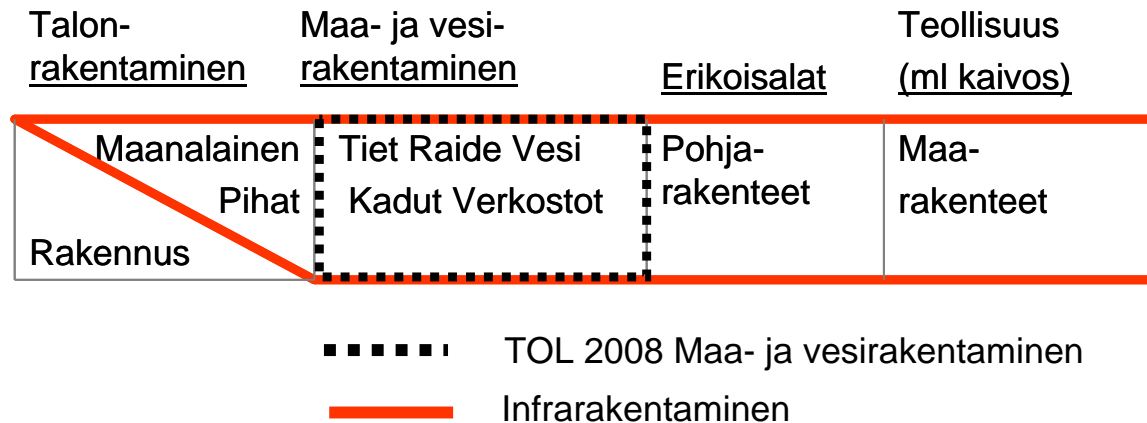 Talon-
rakentaminen
Maa- ja vesi-
rakentaminen
Erikoisalat
Teollisuus
(ml kaivos)
Maanalainen
Pihat
Rakennus
Tiet Raide Vesi
Kadut Verkostot
Pohja-
rakenteet
Maa-
rakenteet
TOL 2008 Maa- ja vesirakentaminen
Infrarakentaminen